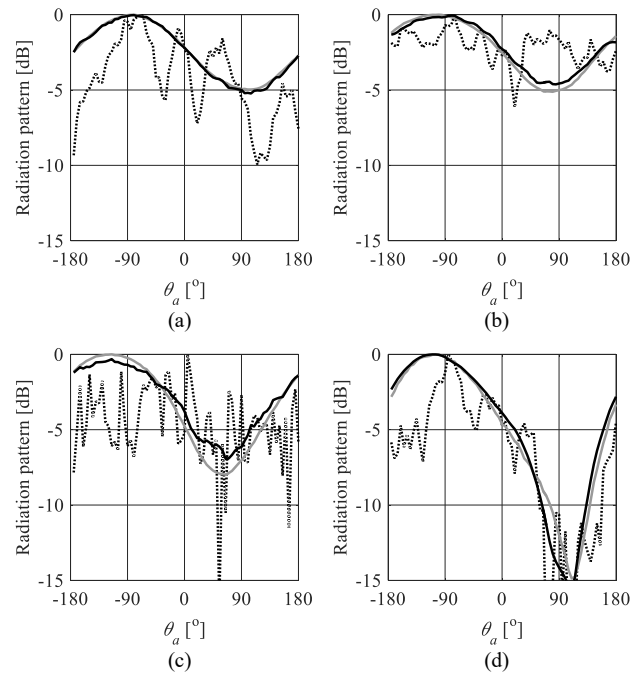 Radiation pattern [dB]
0
-5
-10
-15
-180 -90 0 90 180
θa [o]
(a)
Radiation pattern [dB]
0
-5
-10
-15
-180 -90 0 90 180
θa [o]
(b)
Radiation pattern [dB]
0
-5
-10
-15
-180 -90 0 90 180
θa [o]
(c)
Radiation pattern [dB]
0
-5
-10
-15
-180 -90 0 90 180
θa [o]
(d)